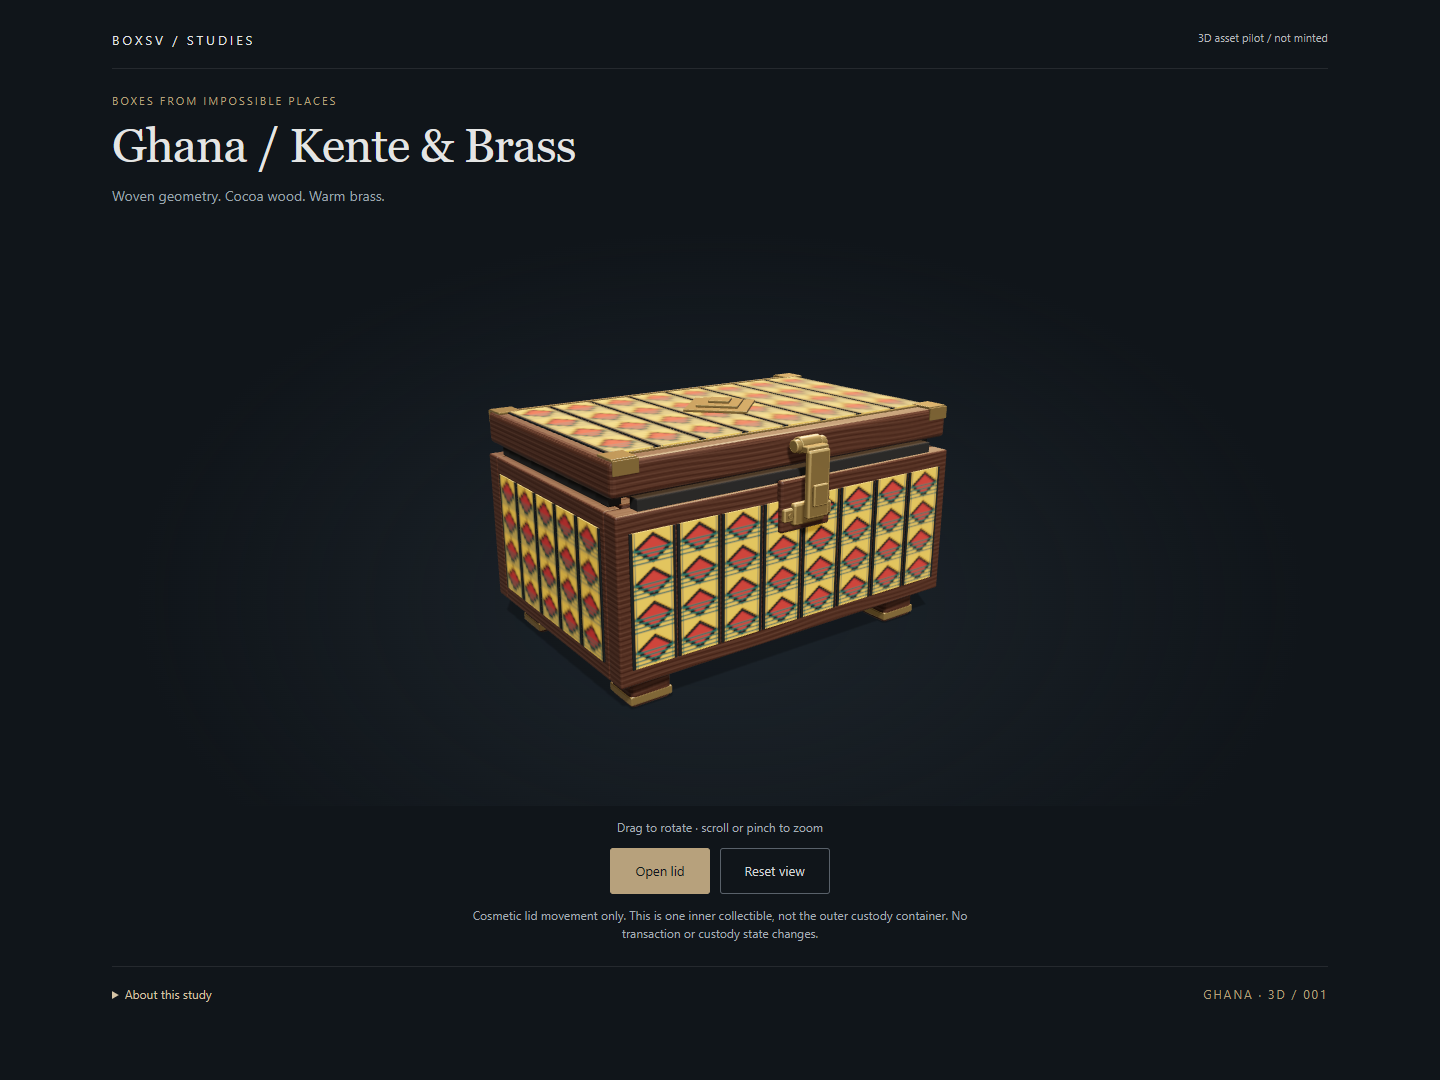 BOXSV / STUDIES
3D asset pilot / not minted
BOXES FROM IMPOSSIBLE PLACES
Ghana / Kente & Brass
Woven geometry. Cocoa wood. Warm brass.
Drag to rotate · scroll or pinch to zoom
Open lid
Reset view
Cosmetic lid movement only. This is one inner collectible, not the outer custody container. No
transaction or custody state changes.
About this study
GHANA · 3D / 001